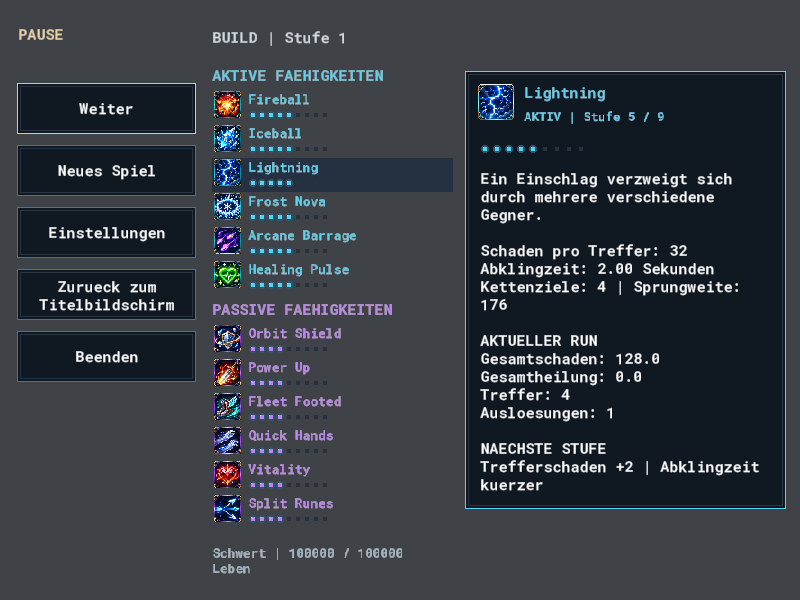 PAUSE
Weiter
Neues Spiel
Einstellungen
Zurueck zum
Titelbildschirm
Beenden
BUILD | Stufe 1
AKTIVE FAEHIGKEITEN
Fireball
Iceball
Lightning
Frost Nova
Arcane Barrage
Healing Pulse
PASSIVE FAEHIGKEITEN
Orbit Shield
Power Up
Fleet Footed
Quick Hands
Vitality
Split Runes
Schwert | 100000 / 100000
Leben
Lightning
AKTIV | Stufe 5 / 9
Ein Einschlag verzweigt sich
durch mehrere verschiedene
Gegner.
Schaden pro Treffer: 32
Abklingzeit: 2.00 Sekunden
Kettenziele: 4 | Sprungweite:
176
AKTUELLER RUN
Gesamtschaden: 128.0
Gesamtheilung: 0.0
Treffer: 4
Ausloesungen: 1
NAECHSTE STUFE
Trefferschaden +2 | Abklingzeit
kuerzer